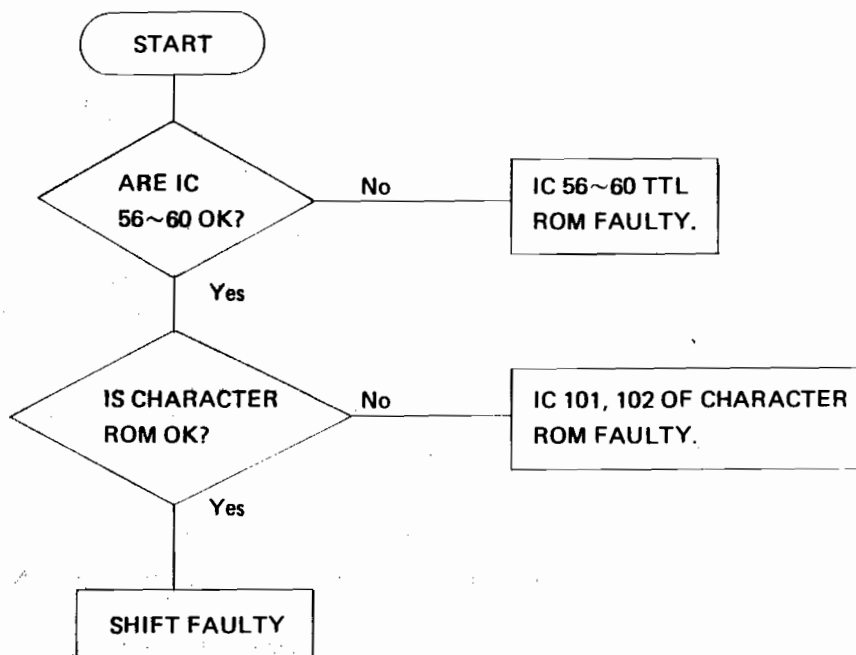 START
ARE IC
56~60 OK?
No
IC 56~60 TTL
ROM FAULTY.
Yes
IS CHARACTER
ROM OK?
No
IC 101, 102 OF CHARACTER
ROM FAULTY.
Yes
SHIFT FAULTY